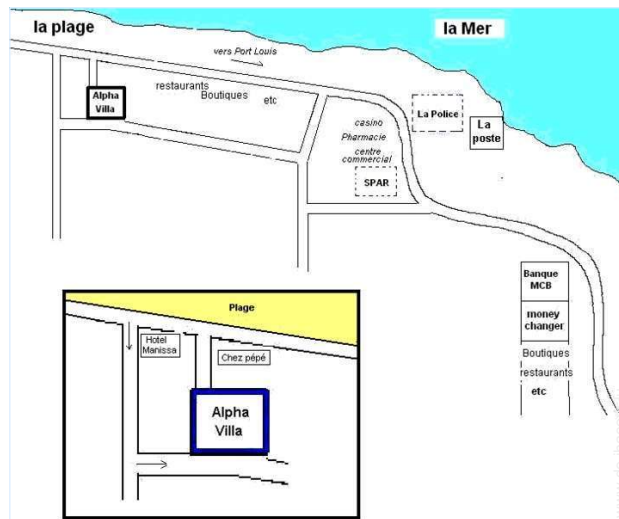 la plage
la Mer
vers Port Louis
restaurants
Boutiques
etc
Alpha
Villa
casino
Pharmacie
centre
commercial
SPAR
La Police
La
poste
Banque
MCB
money
changer
Boutiques
restaurants
etc
Plage
Hotel
Manissa
Chez pépé
Alpha
Villa